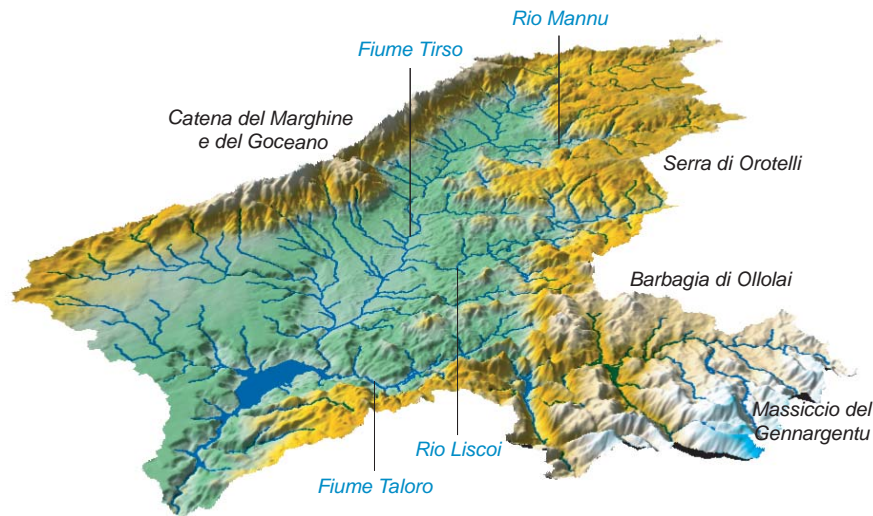 Rio Mannu
Fiume Tirso
Catena del Marghine
e del Goceano
Serra di Orotelli
Barbagia di Ollolai
Massiccio del
Gennargentu
Rio Liscoi
Fiume Taloro